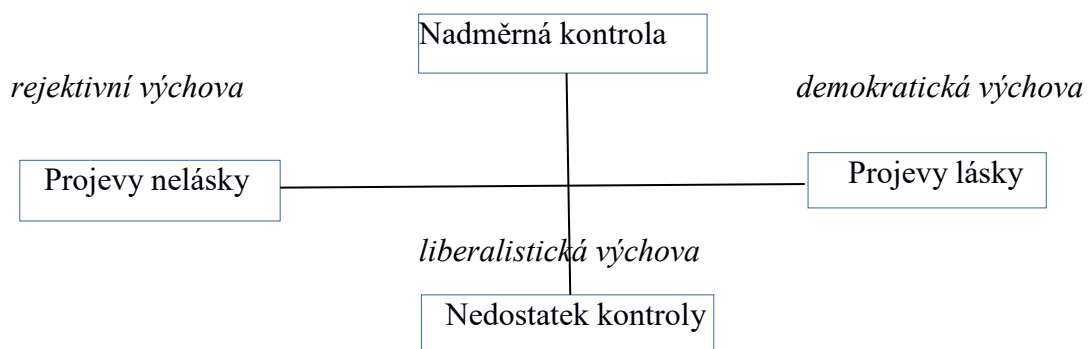 Nadměrná kontrola
rejektivní výchova
demokratická výchova
Projevy nelásky
Projevy lásky
liberalistická výchova
Nedostatek kontroly